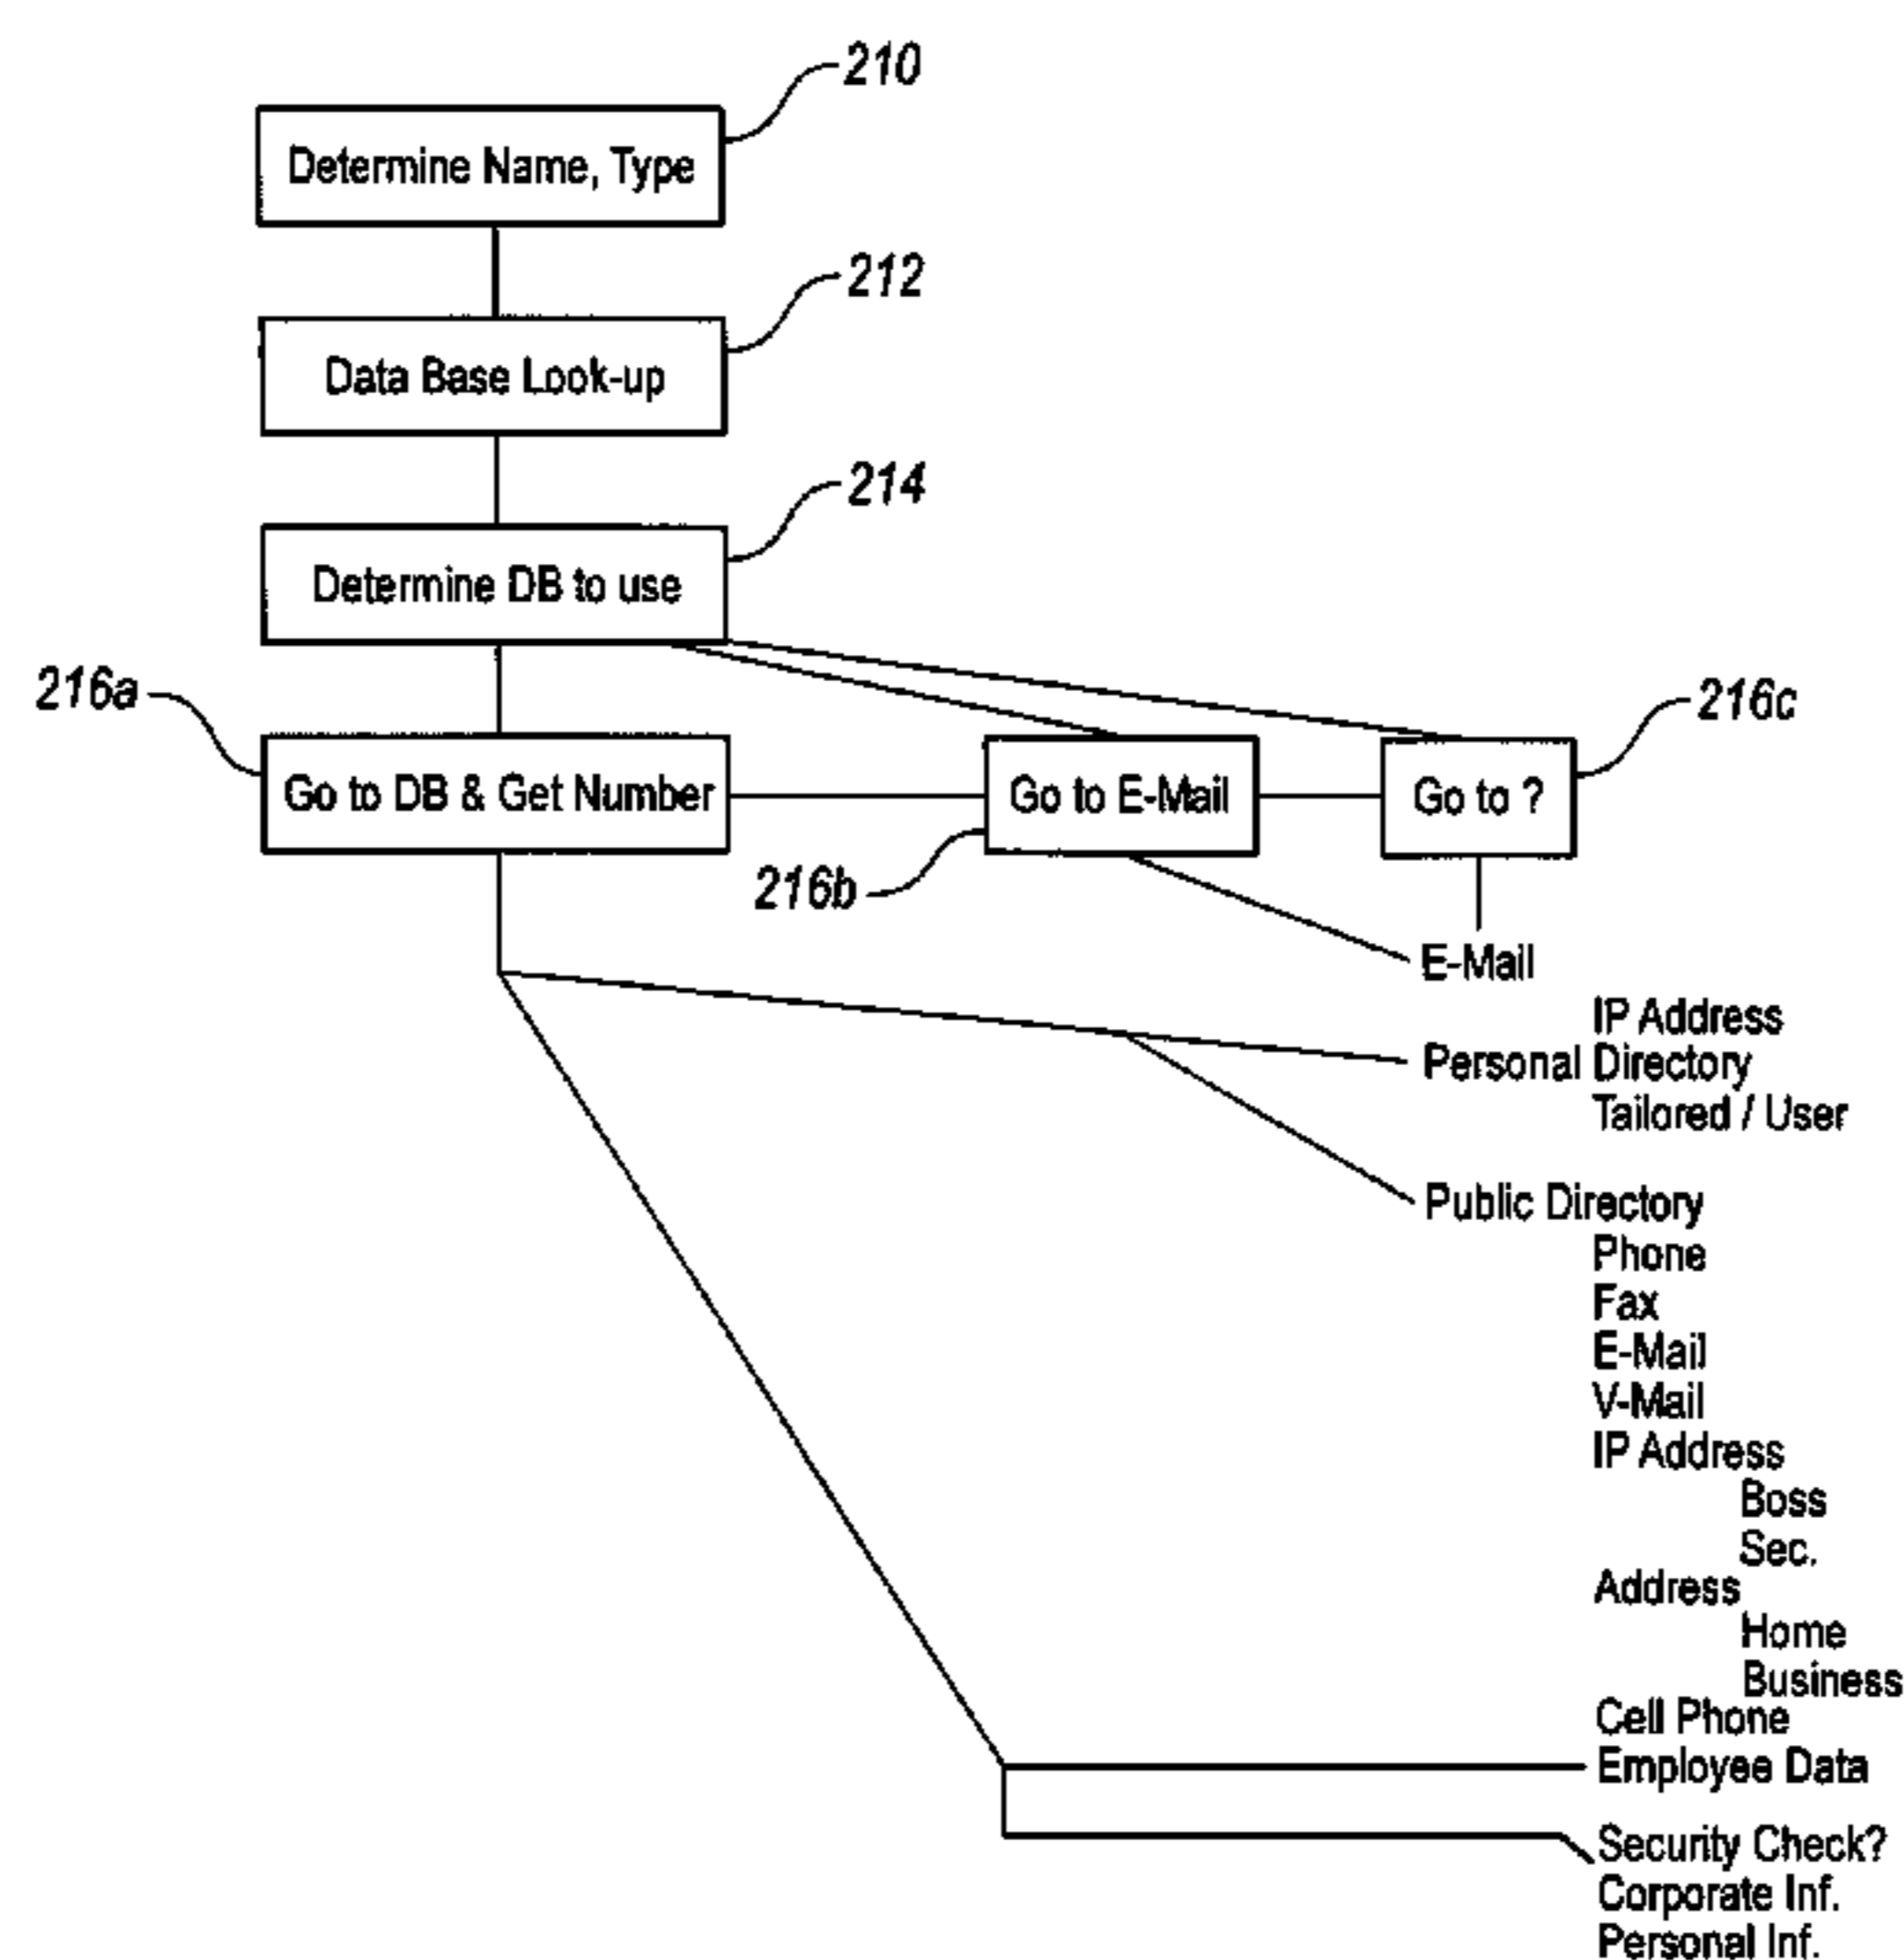 210
Determine Name, Type
212
Data Base Look-up
214
Determine DB to use
216a
216c
Go to DB & Get Number
Go to E-Mail
Go to ?
216b
E-Mail
IP Address
Personal Directory
Tailored / User
Public Directory
Phone
Fax
E-Mail
V-Mail
IP Address
Boss
Sec.
Address
Home
Business
Cell Phone
Employee Data
Security Check?
Corporate Inf.
Personal Inf.